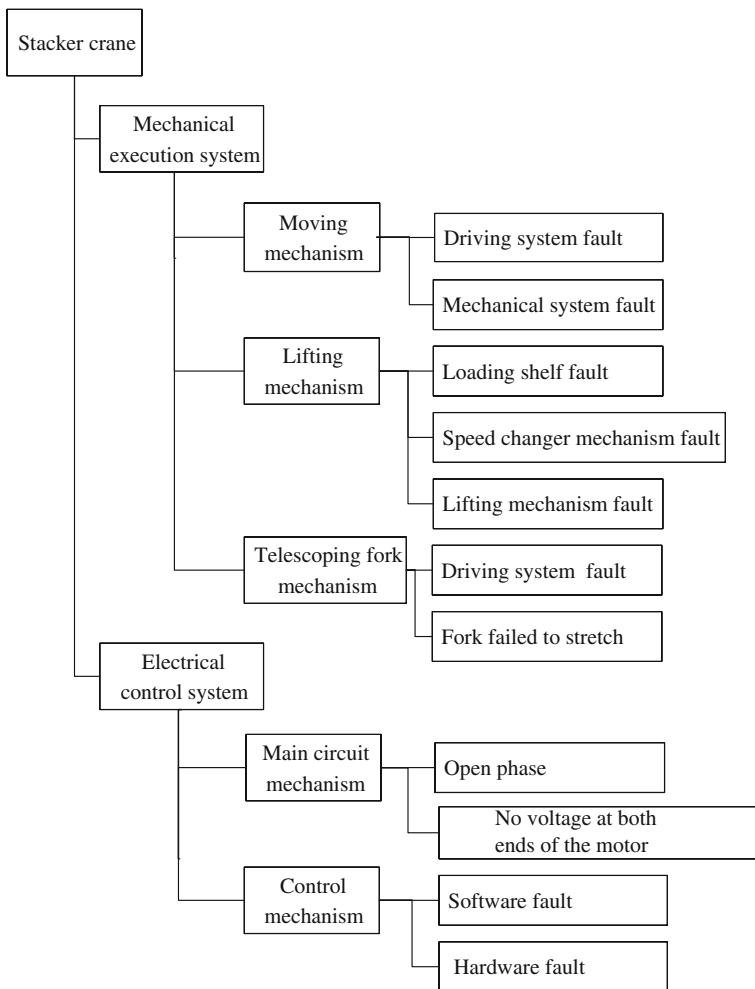 Stacker crane
Mechanical
execution system
Moving
mechanism
Driving system fault
Mechanical system fault
Lifting
mechanism
Loading shelf fault
Speed changer mechanism fault
Lifting mechanism fault
Telescoping fork
mechanism
Driving system fault
Fork failed to stretch
Electrical
control system
Main circuit
mechanism
Open phase
No voltage at both
ends of the motor
Control
mechanism
Software fault
Hardware fault